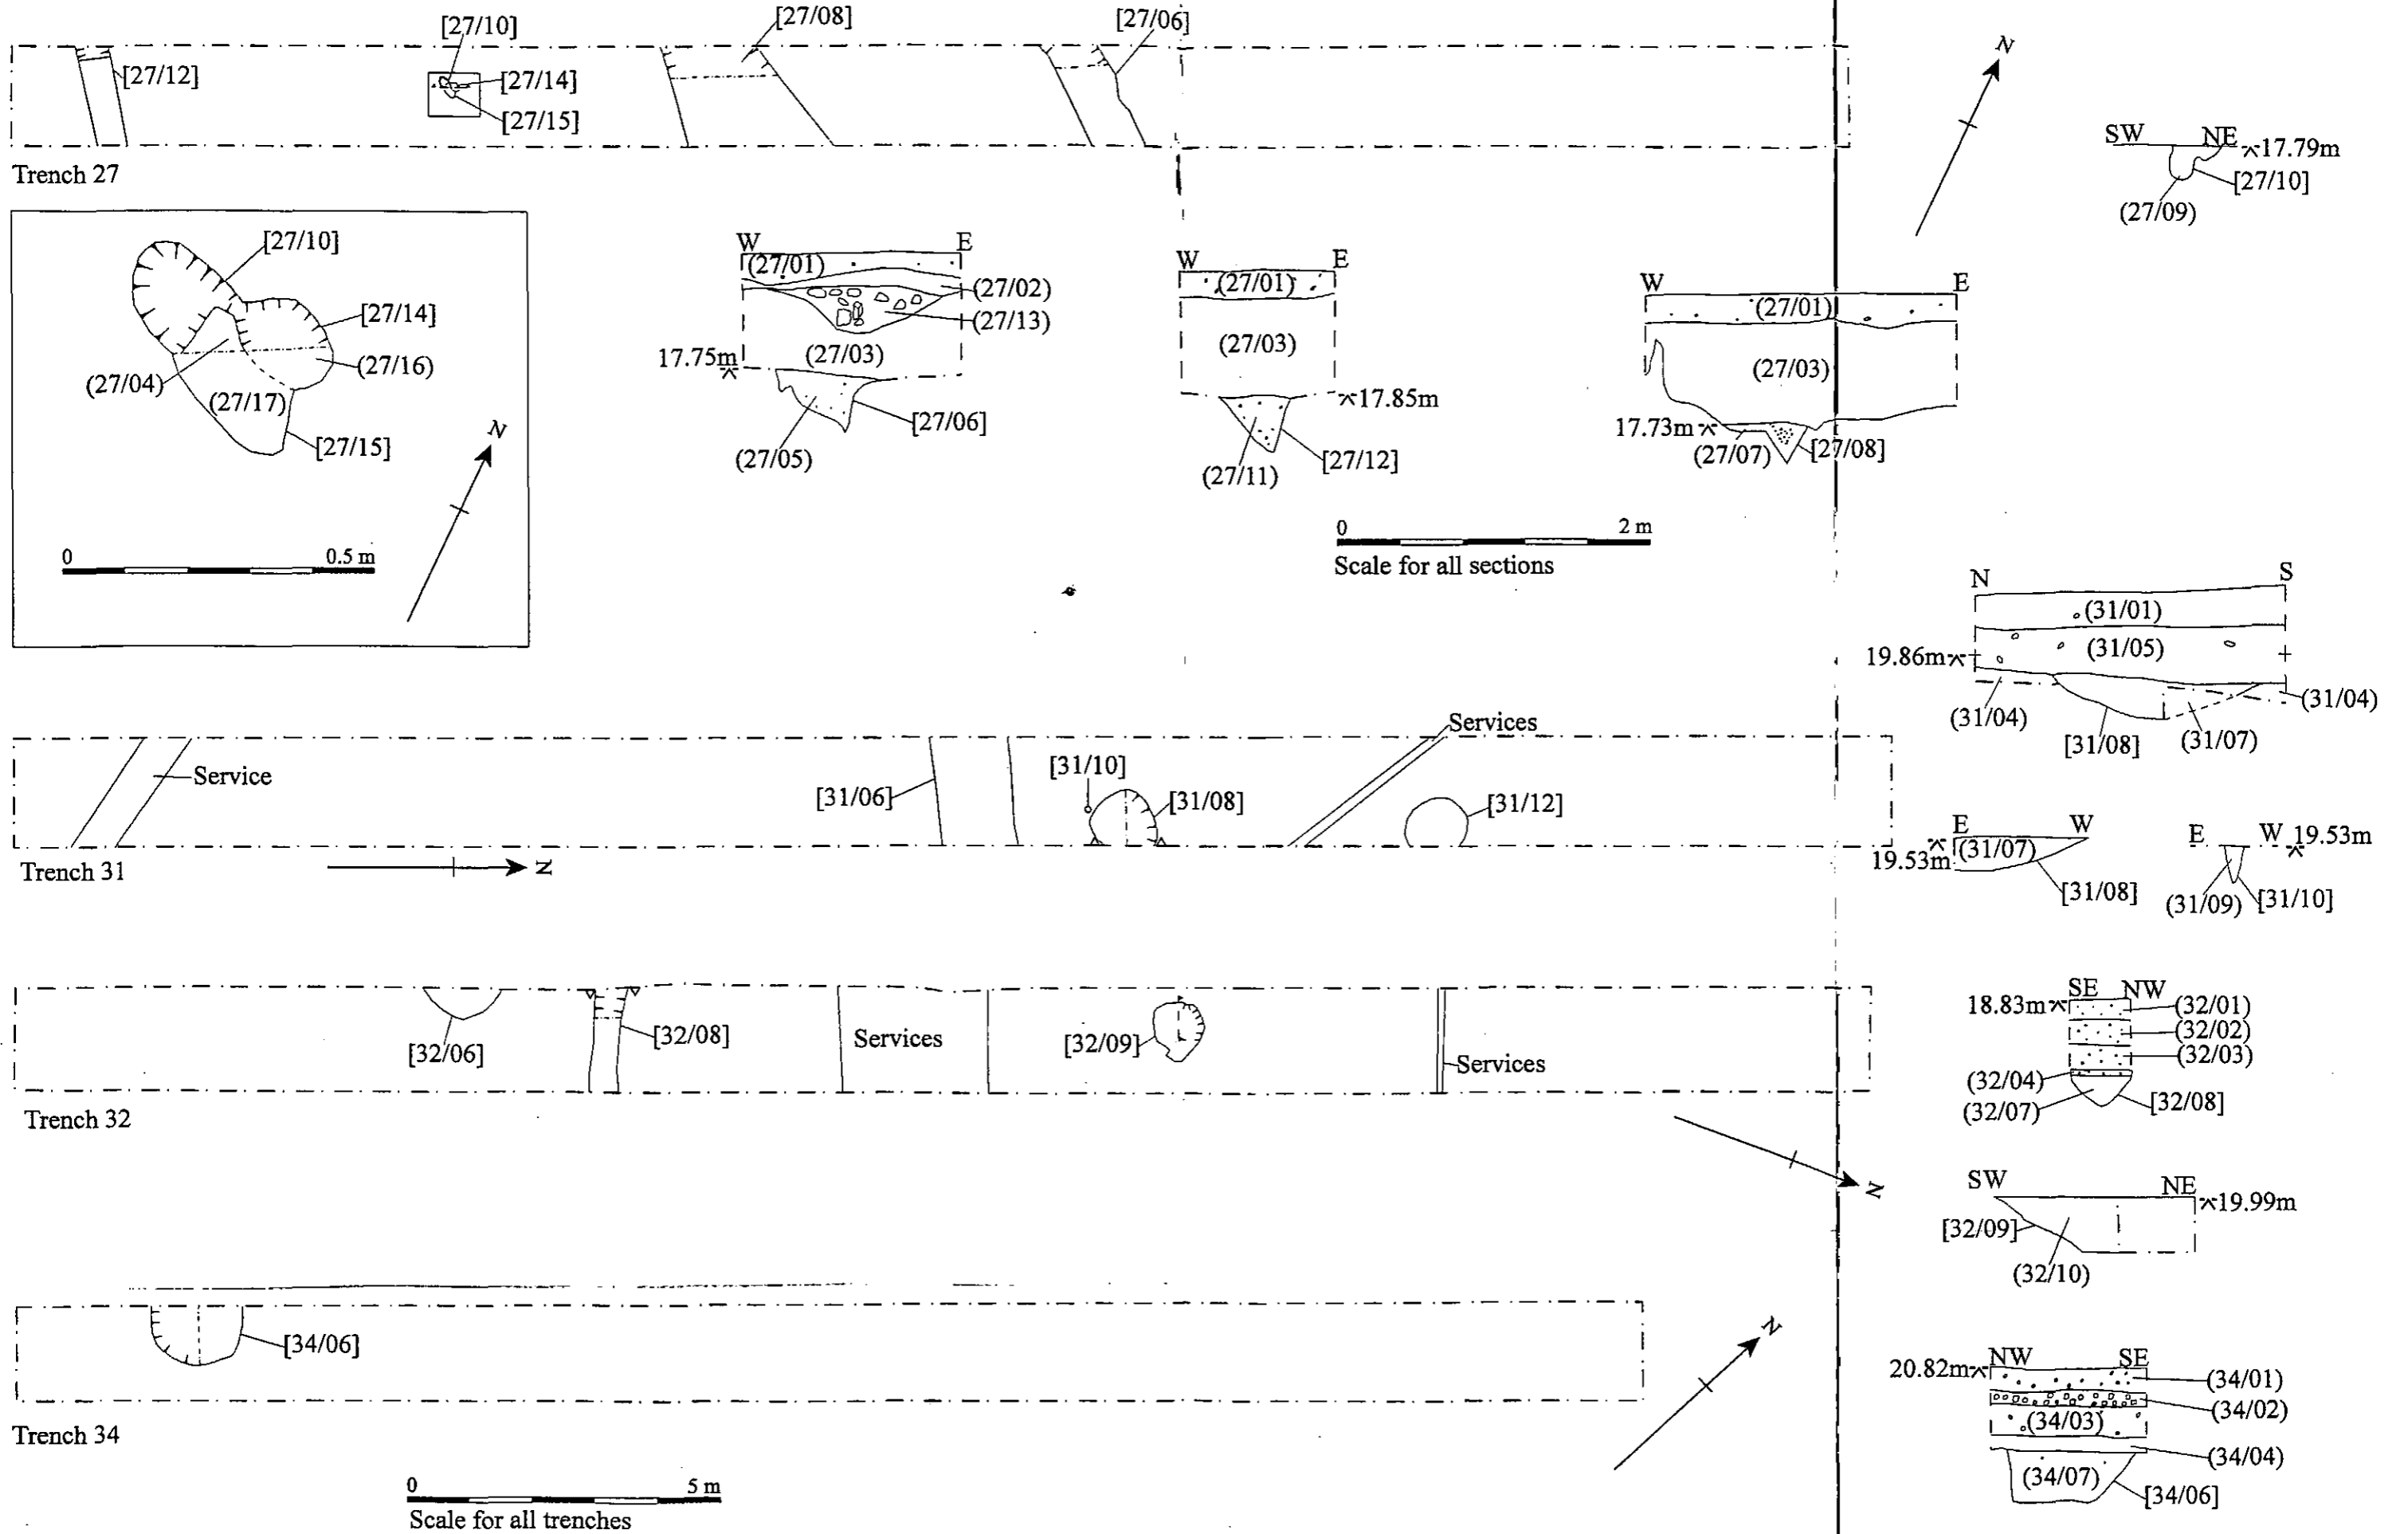 [27/10]
[27/08]
[27/06]
[27/12]
[27/14]
[27/15]
Trench 27
N
SW NE
17.79m
[27/10]
(27/09)
[27/10]
[27/14]
(27/16)
(27/04)
(27/17)
[27/15]
N
0 0.5 m
W E
(27/01)
(27/02)
(27/13)
(27/03)
17.75m
[27/06]
(27/05)
W E
(27/01)
(27/03)
17.85m
[27/12]
(27/11)
W E
(27/01)
(27/03)
17.73m
(27/07)
[27/08]
0 2 m
Scale for all sections
N S
(31/01)
(31/05)
19.86m
(31/04)
(31/04)
[31/08]
(31/07)
Service
[31/06]
[31/10]
[31/08]
Services
[31/12]
Trench 31
N
E W
(31/07)
19.53m
[31/08]
E W
19.53m
(31/09)
[31/10]
[32/06]
[32/08]
Services
[32/09]
Services
Trench 32
N
SE NW
18.83m
(32/01)
(32/02)
(32/03)
(32/04)
(32/07)
[32/08]
SW NE
19.99m
[32/09]
(32/10)
[34/06]
Trench 34
N
0 5 m
Scale for all trenches
NW SE
20.82m
(34/01)
(34/02)
(34/03)
(34/04)
(34/07)
[34/06]